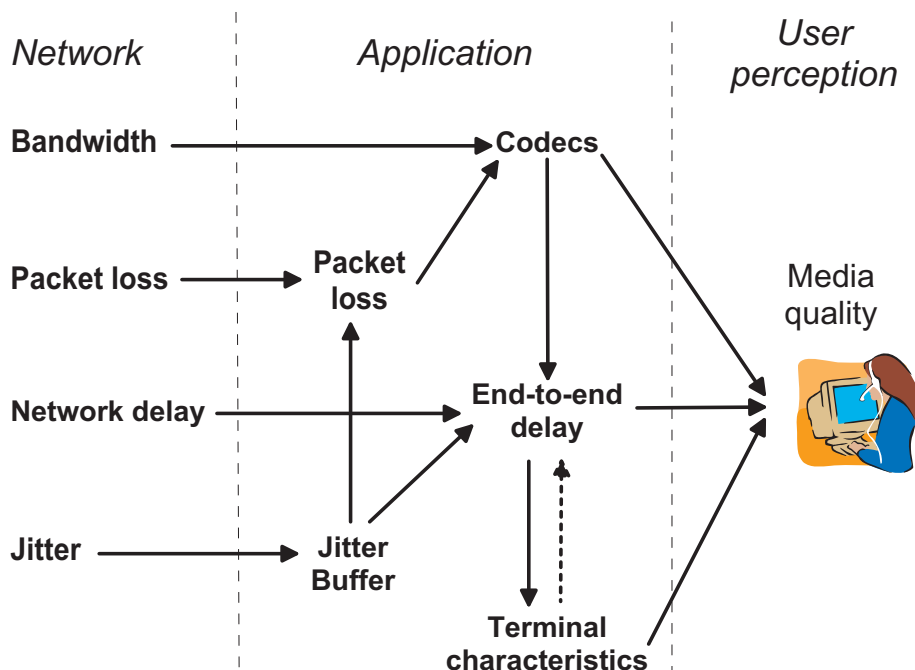 Network
Application
User
perception
Bandwidth
Codecs
Packet loss
Packet
loss
Media
quality
Network delay
End-to-end
delay
Jitter
Jitter
Buffer
Terminal
characteristics